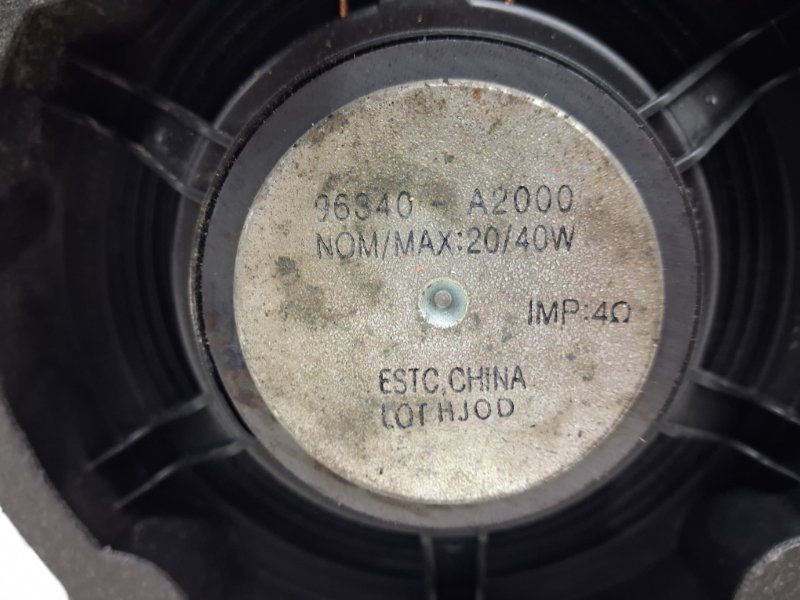 96340 - A2000
NOM/MAX:20/40W
IMP:4Ω
ESTC,CHINA
LOT HJOD